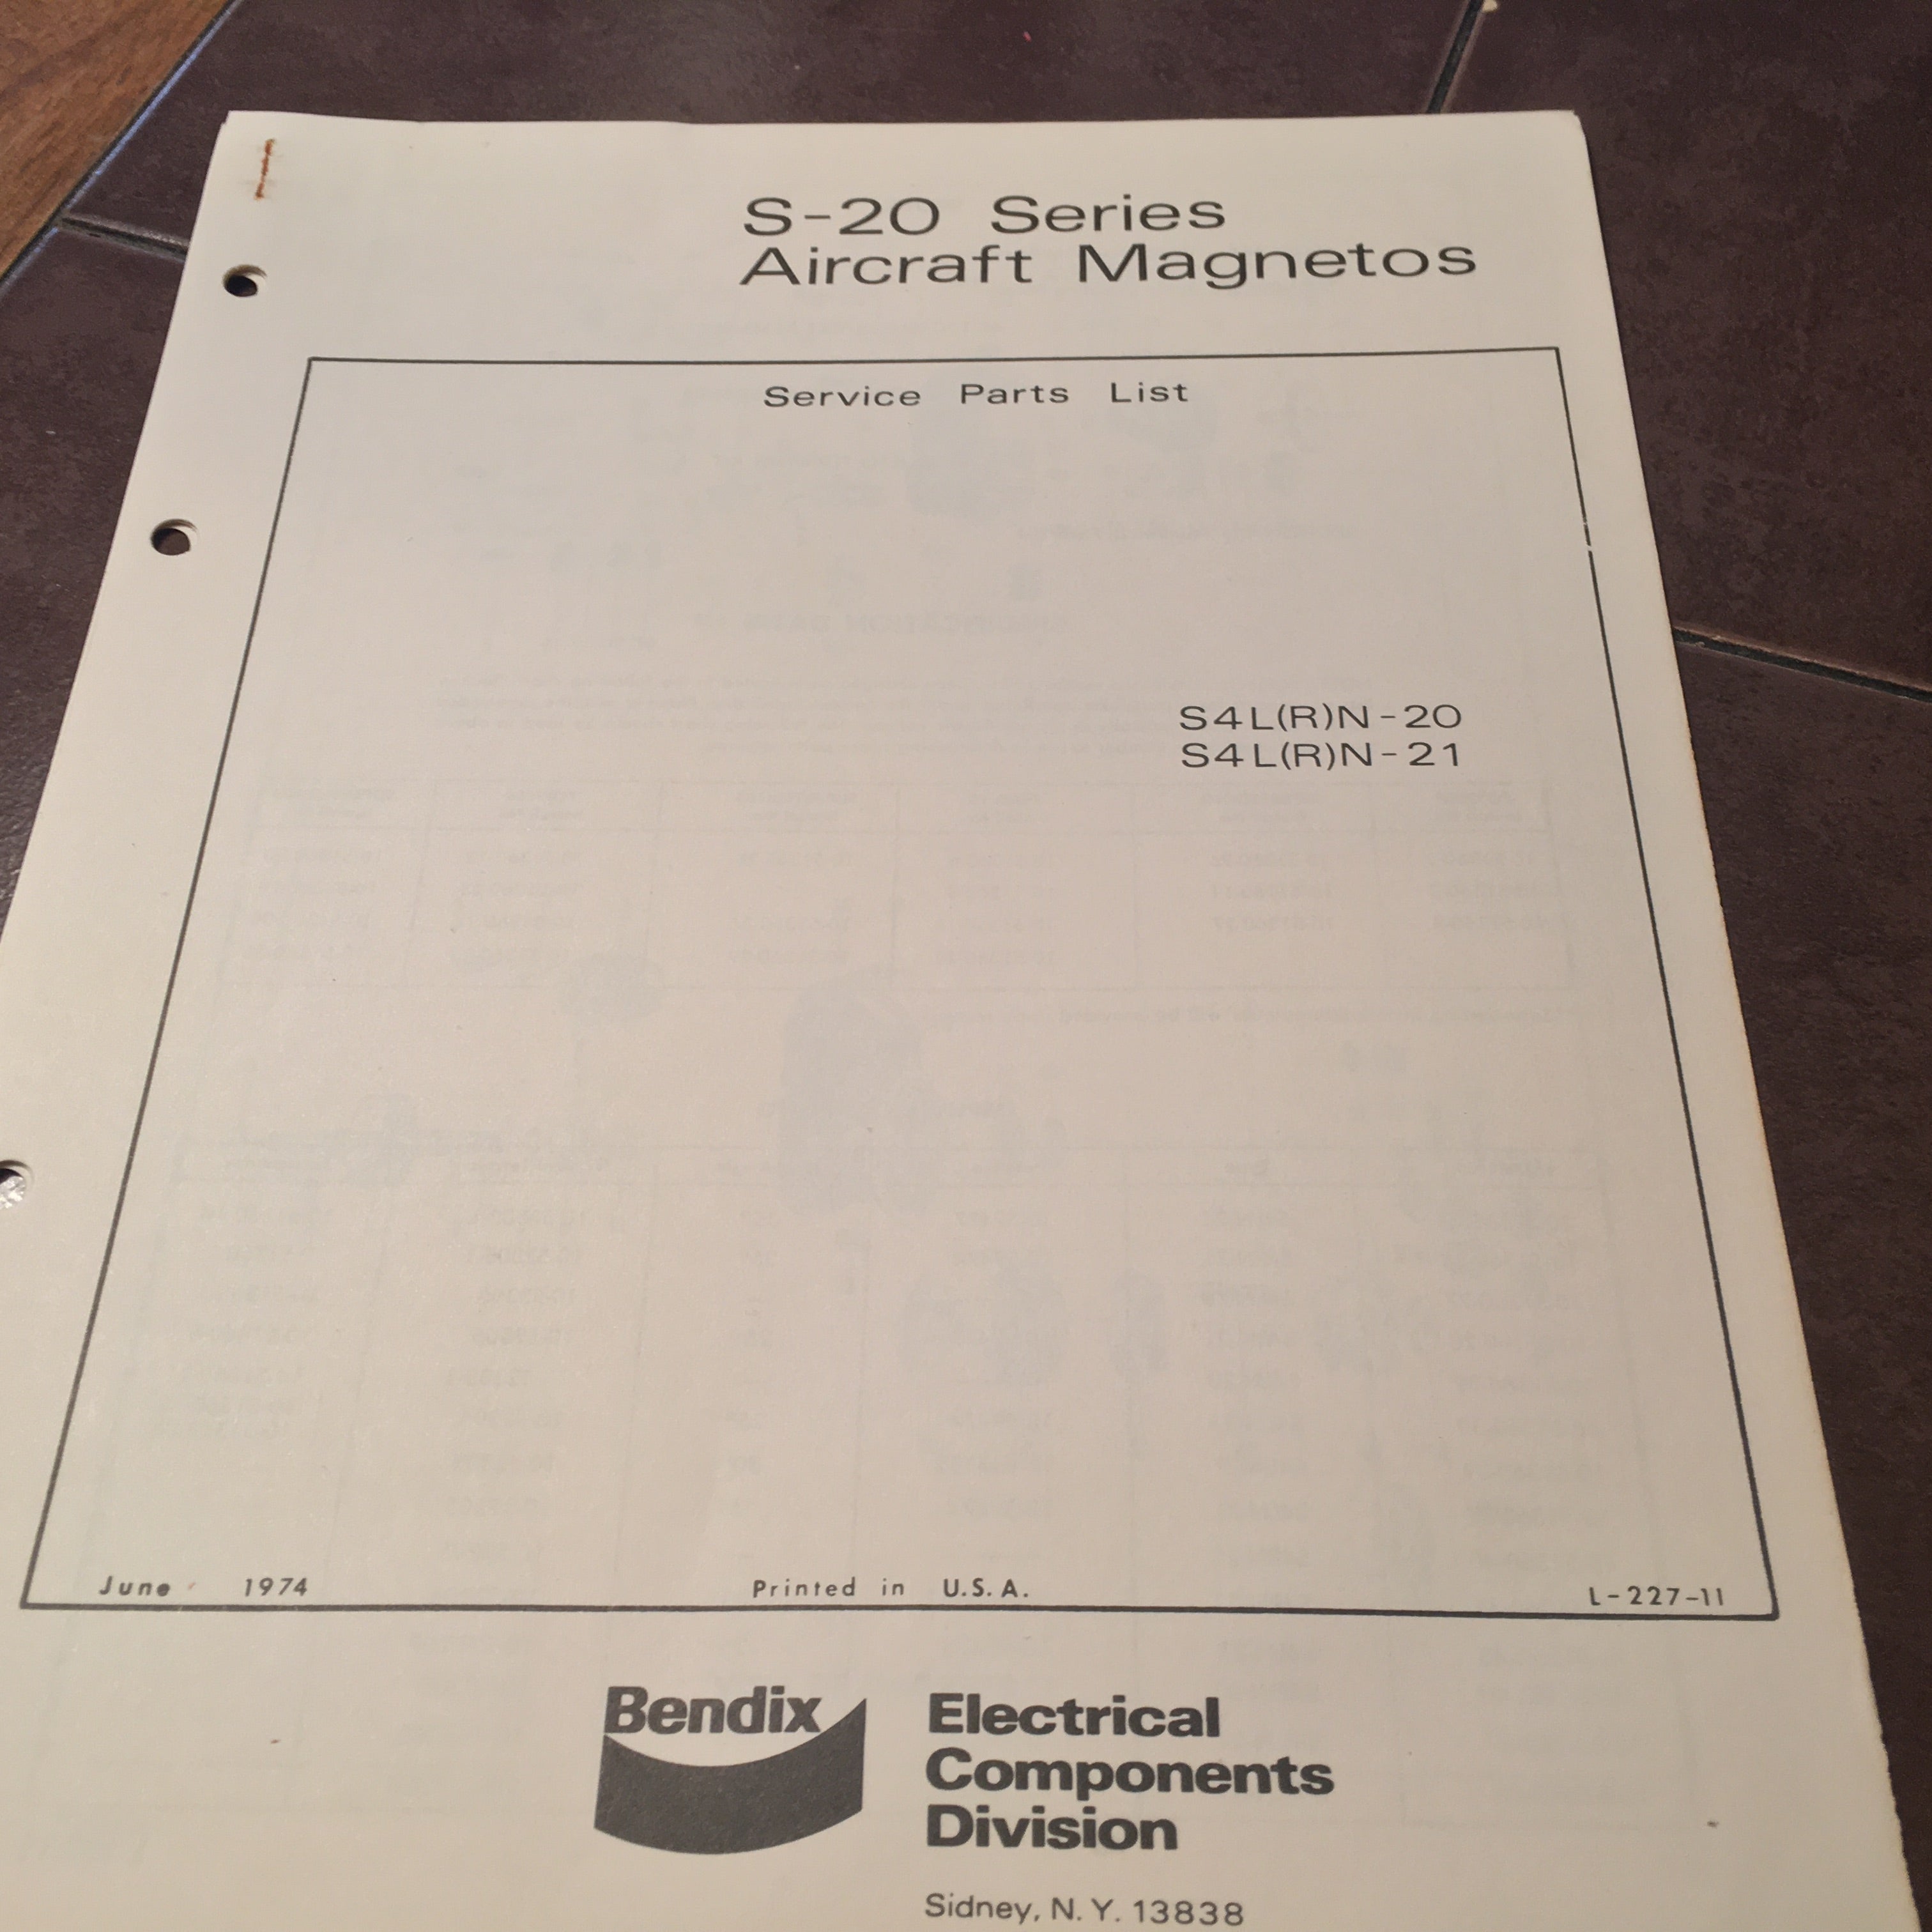 S-20 Series
Aircraft Magnetos
Service Parts List
S4L(R)N-20
S4L(R)N-21
June 1974
Printed in U.S.A.
L-227-11
Bendix
Electrical
Components
Division
Sidney, N. Y. 13838